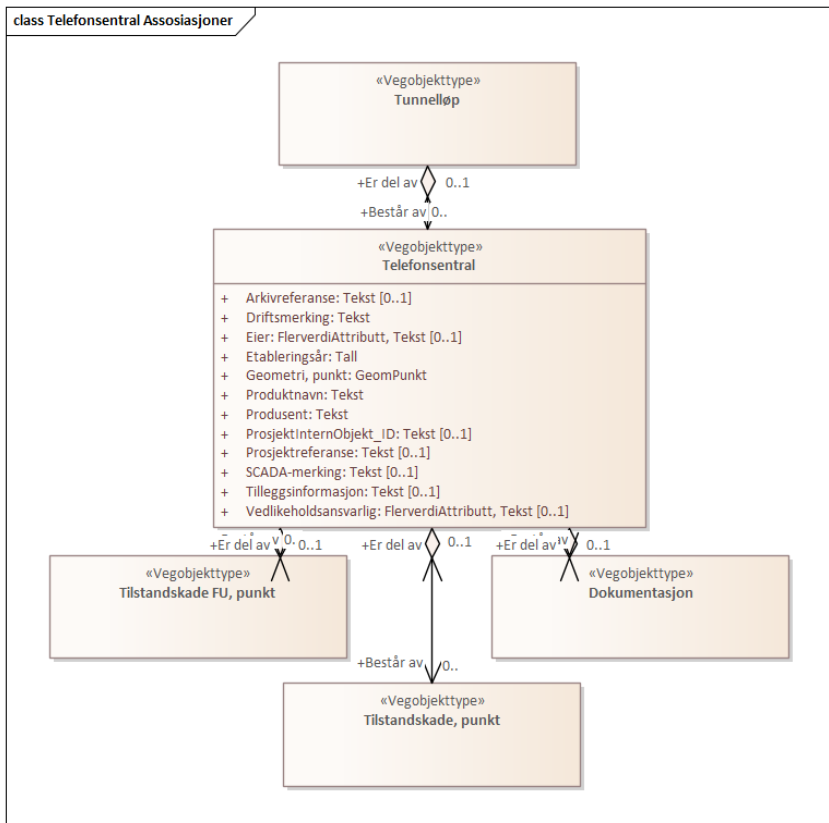 class Telefonsentral Assosiasjoner
«Vegobjekttype»
Tunnelløp
+Er del av 0..1
+Består av 0..
«Vegobjekttype»
Telefonsentral
+ Arkivreferanse: Tekst [0..1]
+ Driftsmerking: Tekst
+ Eier: FlerverdiAttributt, Tekst [0..1]
+ Etableringsår: Tall
+ Geometri, punkt: GeomPunkt
+ Produktnavn: Tekst
+ Produsent: Tekst
+ ProsjektInternObjekt_ID: Tekst [0..1]
+ Prosjektreferanse: Tekst [0..1]
+ SCADA-merking: Tekst [0..1]
+ Tilleggsinformasjon: Tekst [0..1]
+ Vedlikeholdsansvarlig: FlerverdiAttributt, Tekst [0..1]
+Er del av 0..1
+Er del av 0..1
+Er del av 0..1
«Vegobjekttype»
Tilstandskade FU, punkt
«Vegobjekttype»
Dokumentasjon
+Består av 0..
«Vegobjekttype»
Tilstandskade, punkt